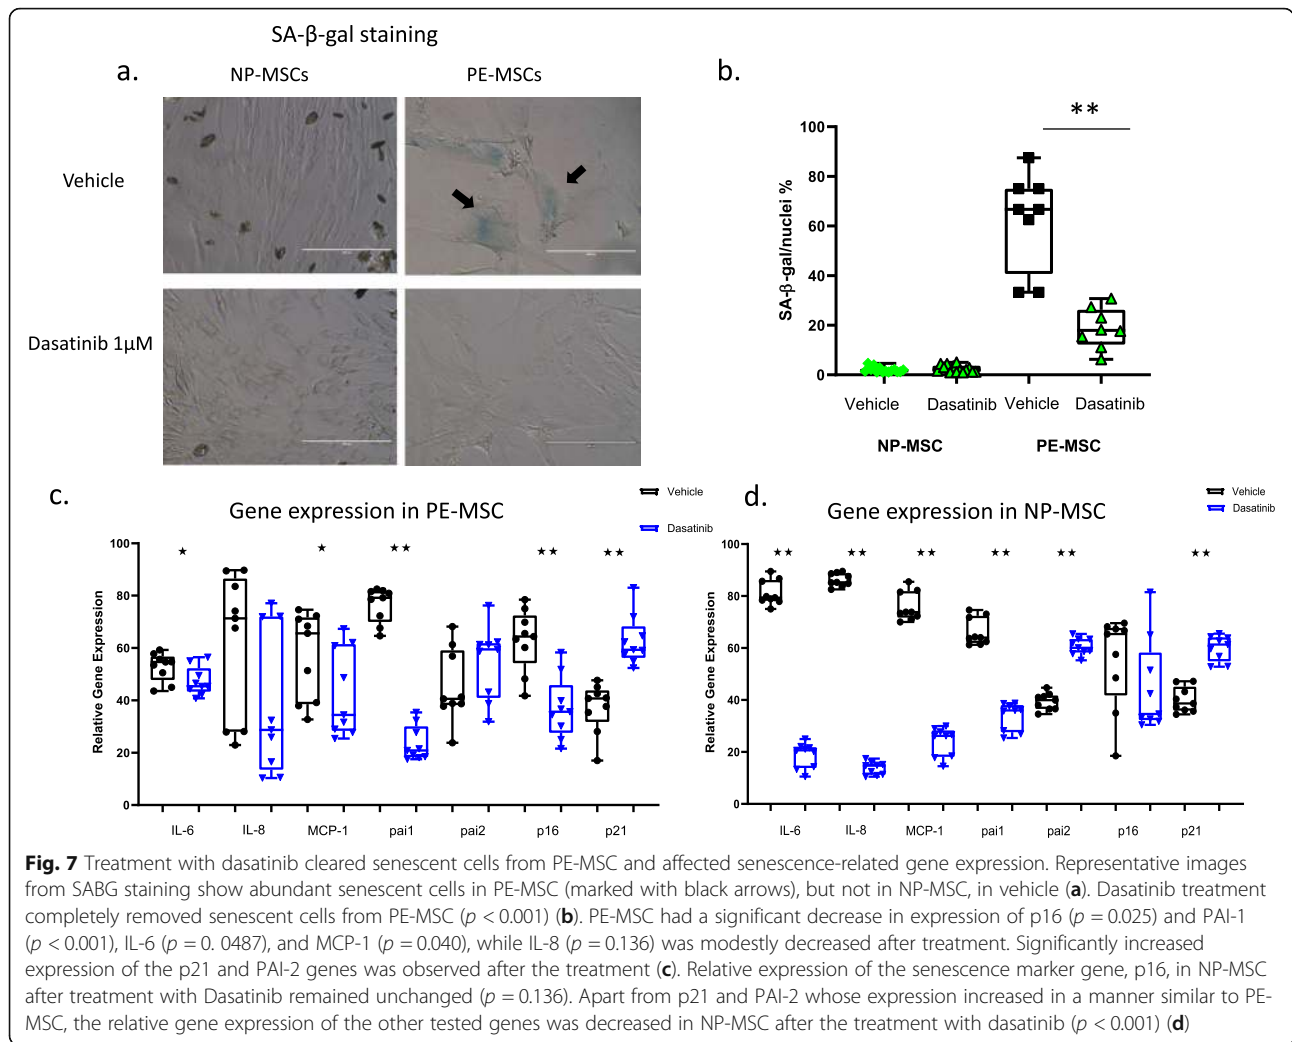 SA-β-gal staining
a.
NP-MSCs
PE-MSCs
Vehicle
Dasatinib 1µM
b.
**
100
80
60
40
20
0
SA-β-gal/nuclei %
Vehicle
Dasatinib
Vehicle
Dasatinib
NP-MSC
PE-MSC
c.
Gene expression in PE-MSC
Vehicle
Dasatinib
★
★
★★
★★
★★
100
80
60
40
20
0
Relative Gene Expression
IL-6
IL-8
MCP-1
pai1
pai2
p16
p21
d.
Gene expression in NP-MSC
Vehicle
Dasatinib
★★
★★
★★
★★
★★
★★
100
80
60
40
20
0
Relative Gene Expression
IL-6
IL-8
MCP-1
pai1
pai2
p16
p21
Fig. 7 Treatment with dasatinib cleared senescent cells from PE-MSC and affected senescence-related gene expression. Representative images
from SABG staining show abundant senescent cells in PE-MSC (marked with black arrows), but not in NP-MSC, in vehicle (a). Dasatinib treatment
completely removed senescent cells from PE-MSC (p < 0.001) (b). PE-MSC had a significant decrease in expression of p16 (p = 0.025) and PAI-1
(p < 0.001), IL-6 (p = 0. 0487), and MCP-1 (p = 0.040), while IL-8 (p = 0.136) was modestly decreased after treatment. Significantly increased
expression of the p21 and PAI-2 genes was observed after the treatment (c). Relative expression of the senescence marker gene, p16, in NP-MSC
after treatment with Dasatinib remained unchanged (p = 0.136). Apart from p21 and PAI-2 whose expression increased in a manner similar to PE-
MSC, the relative gene expression of the other tested genes was decreased in NP-MSC after the treatment with dasatinib (p < 0.001) (d)